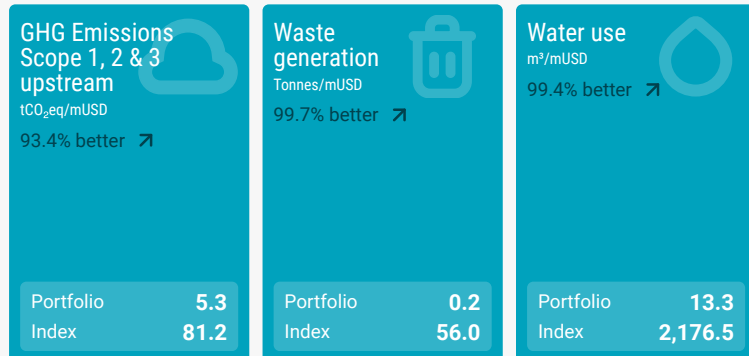 GHG Emissions
Scope 1, 2 & 3
upstream
tCO₂eq/mUSD
93.4% better
Portfolio 5.3
Index 81.2
Waste
generation
Tonnes/mUSD
99.7% better
Portfolio 0.2
Index 56.0
Water use
m³/mUSD
99.4% better
Portfolio 13.3
Index 2,176.5